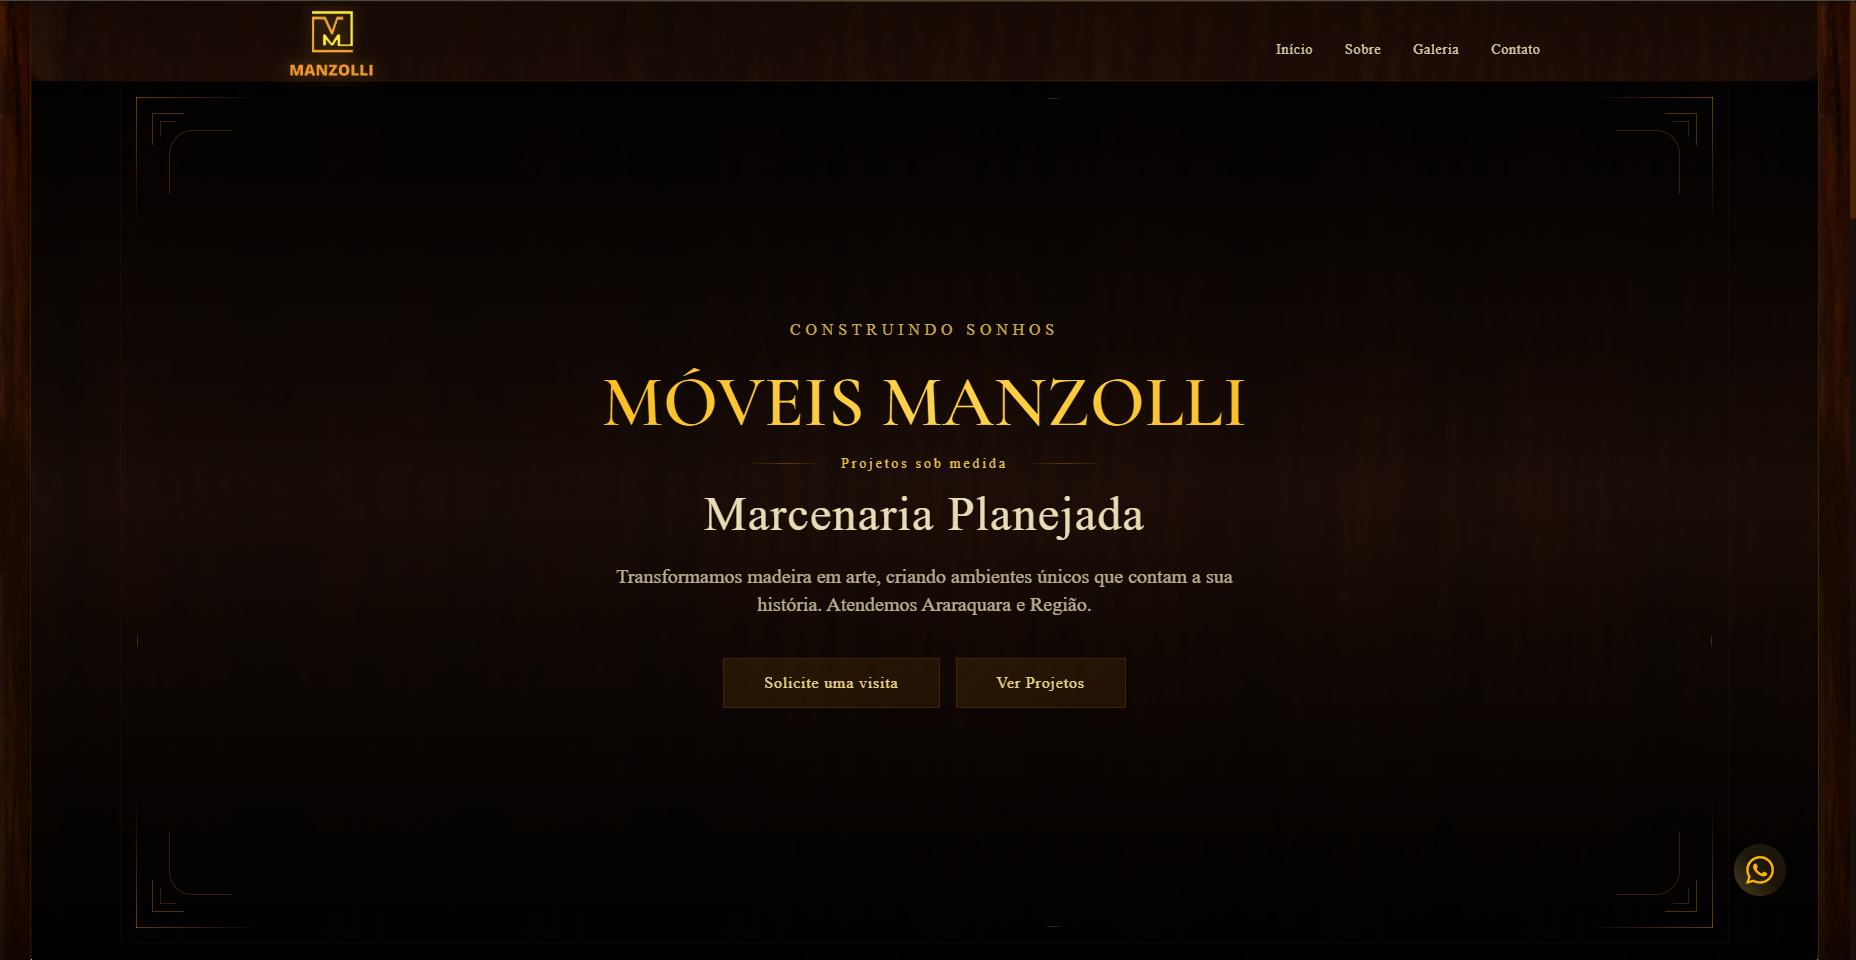 VM
MANZOLLI
Início Sobre Galeria Contato
CONSTRUINDO SONHOS
MÓVEIS MANZOLLI
Projetos sob medida
Marcenaria Planejada
Transformamos madeira em arte, criando ambientes únicos que contam a sua
história. Atendemos Araraquara e Região.
Solicite uma visita
Ver Projetos